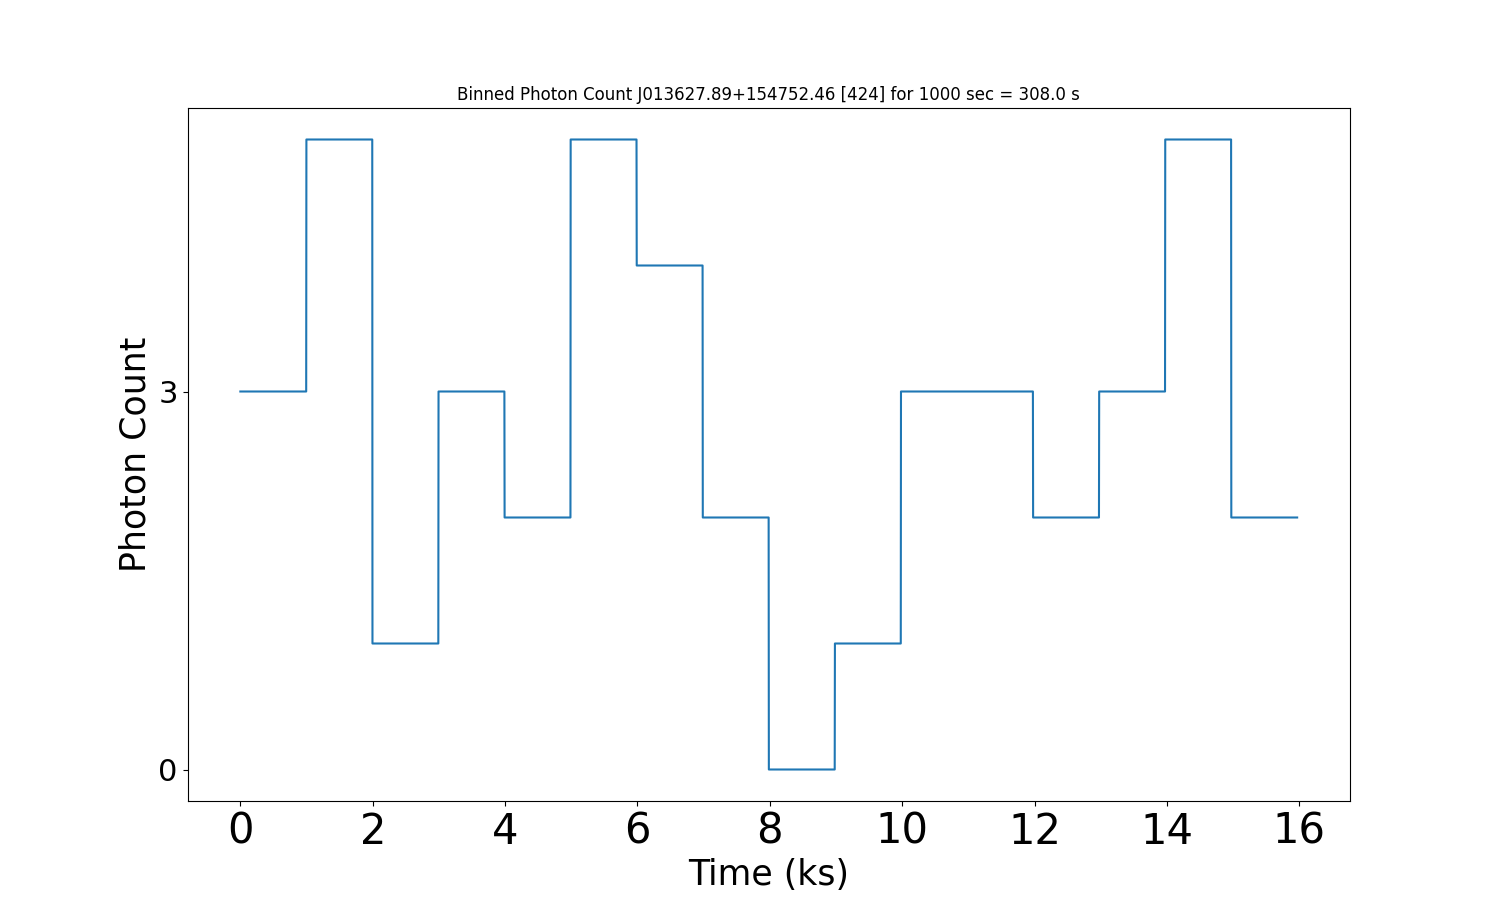 Binned Photon Count J013627.89+154752.46 [424] for 1000 sec = 308.0 s
Photon Count
3
0
0 2 4 6 8 10 12 14 16
Time (ks)